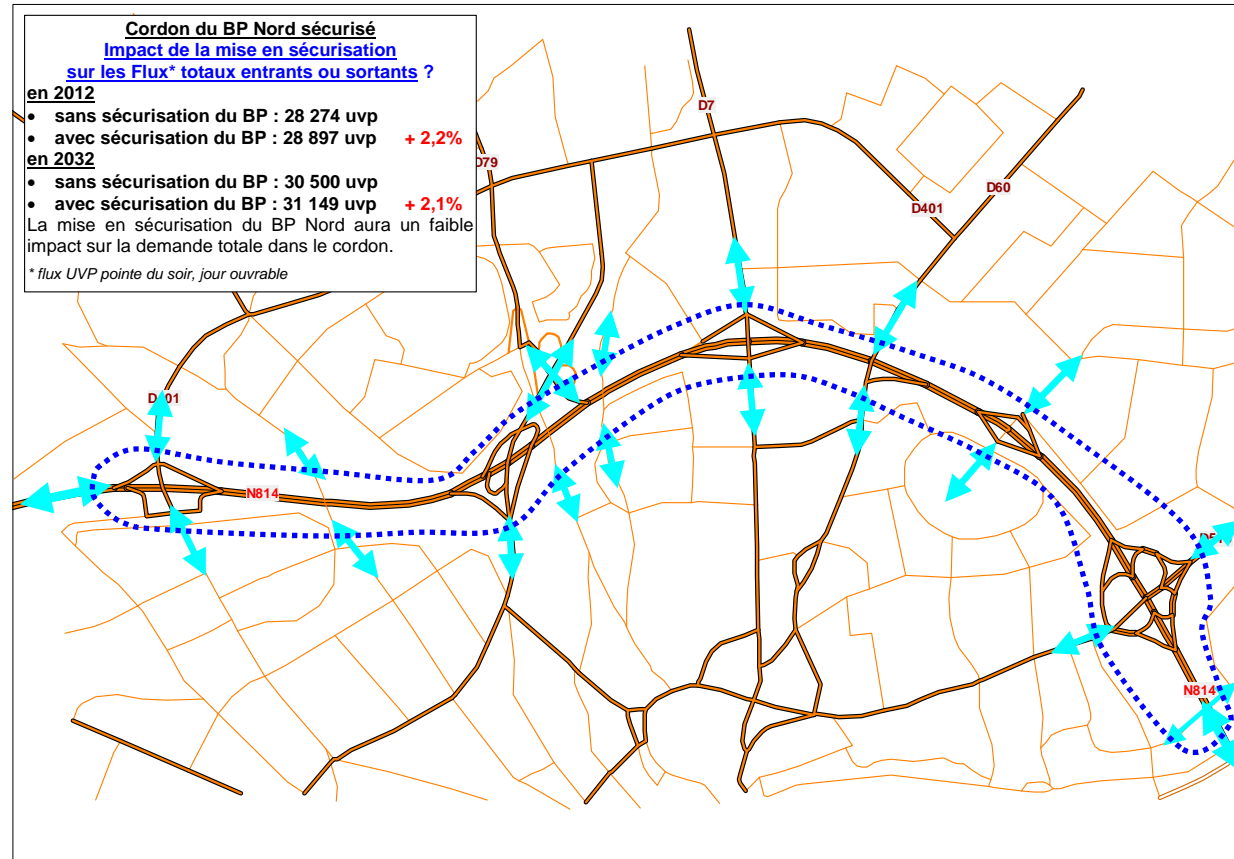 Cordon du BP Nord sécurisé
Impact de la mise en sécurisation
sur les Flux* totaux entrants ou sortants ?
en 2012
• sans sécurisation du BP : 28 274 uvp
• avec sécurisation du BP : 28 897 uvp + 2,2%
en 2032
• sans sécurisation du BP : 30 500 uvp
• avec sécurisation du BP : 31 149 uvp + 2,1%
La mise en sécurisation du BP Nord aura un faible
impact sur la demande totale dans le cordon.
* flux UVP pointe du soir, jour ouvrable
D7
D79
D60
D401
N814
N814